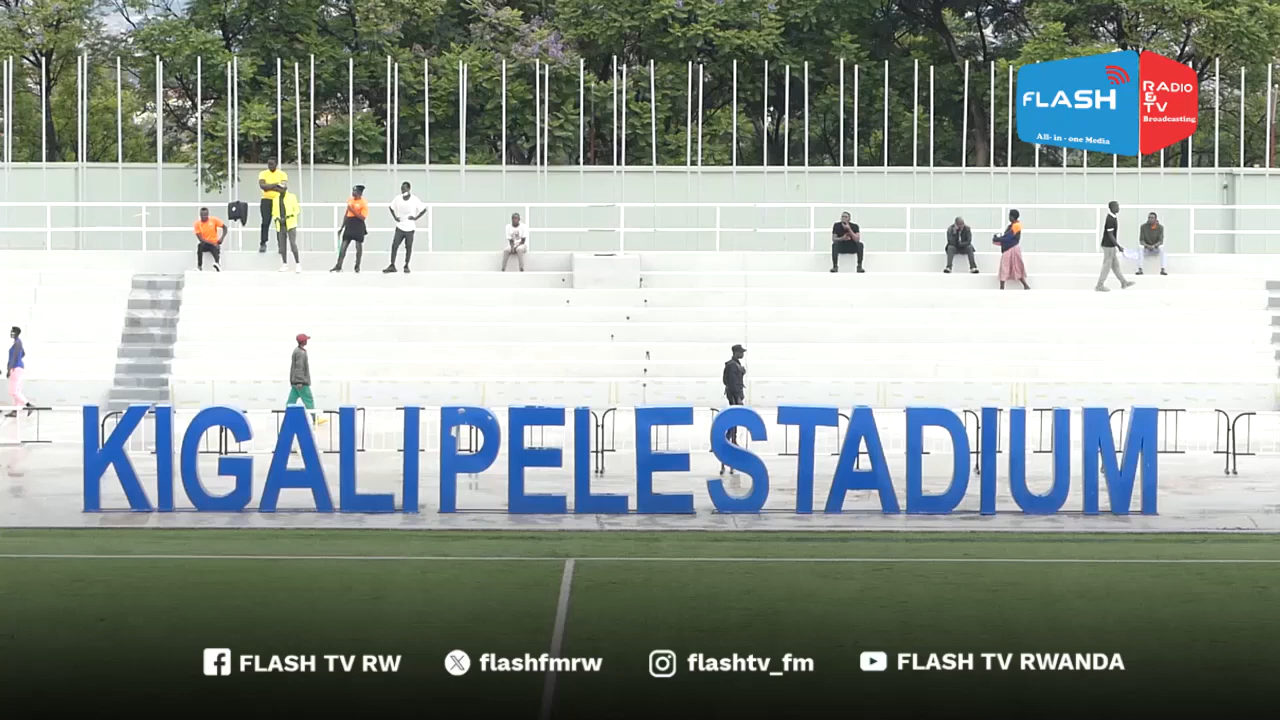 FLASH
RADIO
&
TV
Broadcasting
All-in-one Media
KIGALI PELE STADIUM
FLASH TV RW
flashfmrw
flashtv_fm
FLASH TV RWANDA